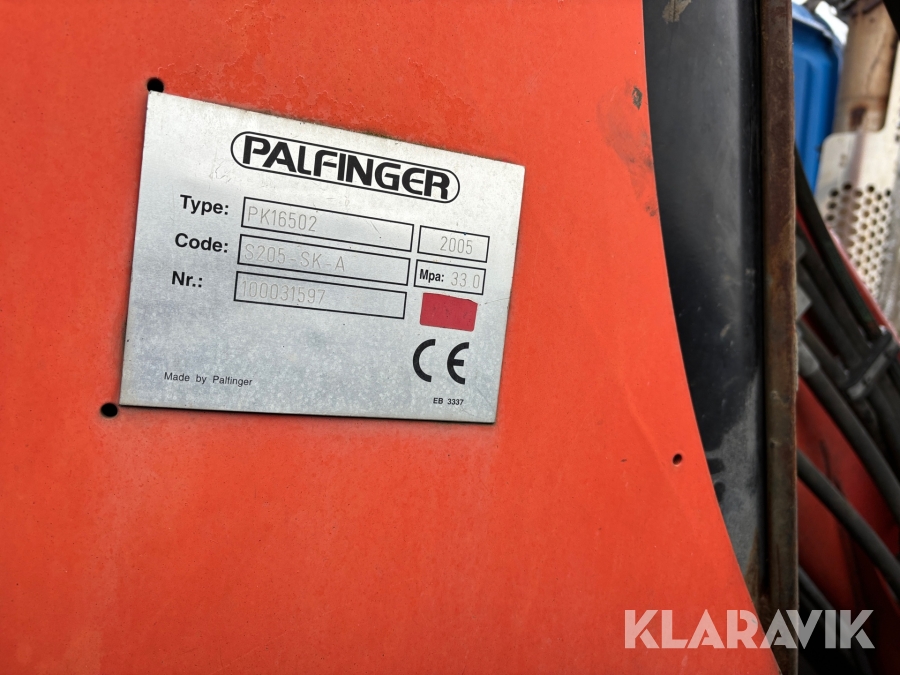 PALFINGER
Type: PK16502 2005
Code: S205-SK-A Mpa: 33.0
Nr.: 100031597
CE
Made by Palfinger
EB 3337
KLARAVIK